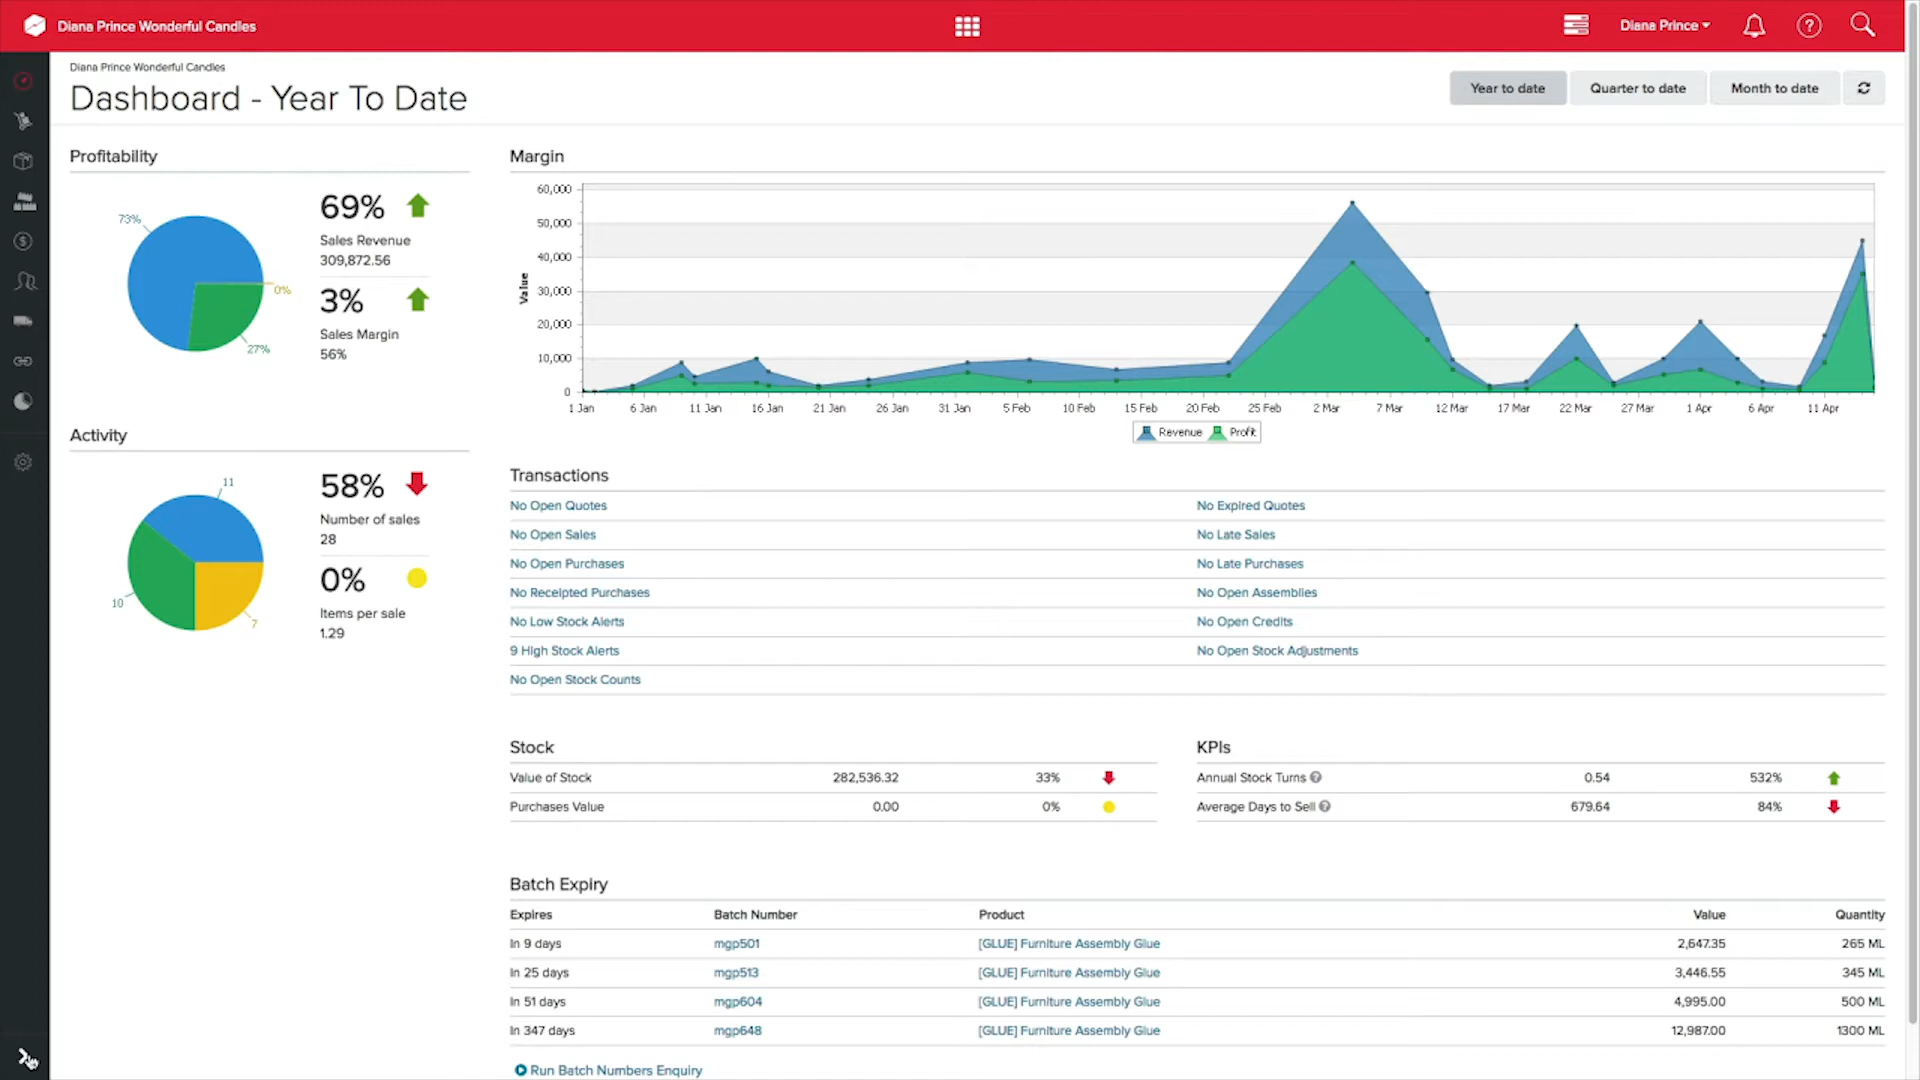 Diana Prince Wonderful Candles
Diana Prince
Diana Prince Wonderful Candles
Dashboard - Year To Date
Year to date
Quarter to date
Month to date
Profitability
73%
0%
27%
69%
Sales Revenue
309,872.56
3%
Sales Margin
56%
Margin
60,000
50,000
40,000
30,000
20,000
10,000
0
Value
1 Jan 6 Jan 11 Jan 16 Jan 21 Jan 26 Jan 31 Jan 5 Feb 10 Feb 15 Feb 20 Feb 25 Feb 2 Mar 7 Mar 12 Mar 17 Mar 22 Mar 27 Mar 1 Apr 6 Apr 11 Apr
Revenue Profit
Activity
11
10
7
58%
Number of sales
28
0%
Items per sale
1.29
Transactions
No Open Quotes No Expired Quotes
No Open Sales No Late Sales
No Open Purchases No Late Purchases
No Receipted Purchases No Open Assemblies
No Low Stock Alerts No Open Credits
9 High Stock Alerts No Open Stock Adjustments
No Open Stock Counts
Stock
Value of Stock 282,536.32 33%
Purchases Value 0.00 0%
KPIs
Annual Stock Turns ? 0.54 532%
Average Days to Sell ? 679.64 84%
Batch Expiry
Expires Batch Number Product Value Quantity
In 9 days mgp501 [GLUE] Furniture Assembly Glue 2,647.35 265 ML
In 25 days mgp513 [GLUE] Furniture Assembly Glue 3,446.55 345 ML
In 51 days mgp604 [GLUE] Furniture Assembly Glue 4,995.00 500 ML
In 347 days mgp648 [GLUE] Furniture Assembly Glue 12,987.00 1300 ML
Run Batch Numbers Enquiry